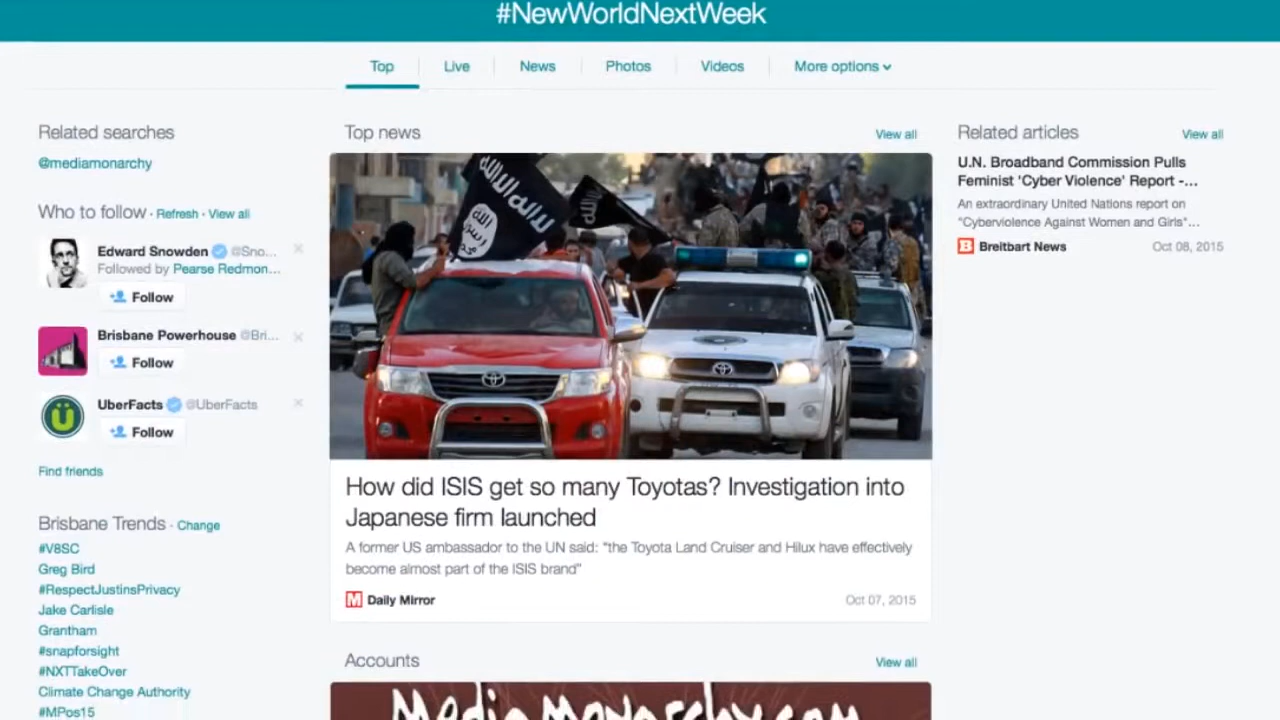 #NewWorldNextWeek
Top
Live
News
Photos
Videos
More options
Related searches
@mediamonarchy
Who to follow · Refresh · View all
Edward Snowden @Sno...
Followed by Pearse Redmon...
Follow
Brisbane Powerhouse @Bri...
Follow
UberFacts @UberFacts
Follow
Find friends
Brisbane Trends · Change
#V8SC
Greg Bird
#RespectJustinsPrivacy
Jake Carlisle
Grantham
#snapforsight
#NXTTakeOver
Climate Change Authority
#MPos15
Top news
View all
How did ISIS get so many Toyotas? Investigation into
Japanese firm launched
A former US ambassador to the UN said: "the Toyota Land Cruiser and Hilux have effectively
become almost part of the ISIS brand"
M Daily Mirror
Oct 07, 2015
Accounts
View all
MediaMonarchy.com
Related articles
View all
U.N. Broadband Commission Pulls
Feminist 'Cyber Violence' Report -...
An extraordinary United Nations report on
"Cyberviolence Against Women and Girls"...
B Breitbart News
Oct 08, 2015